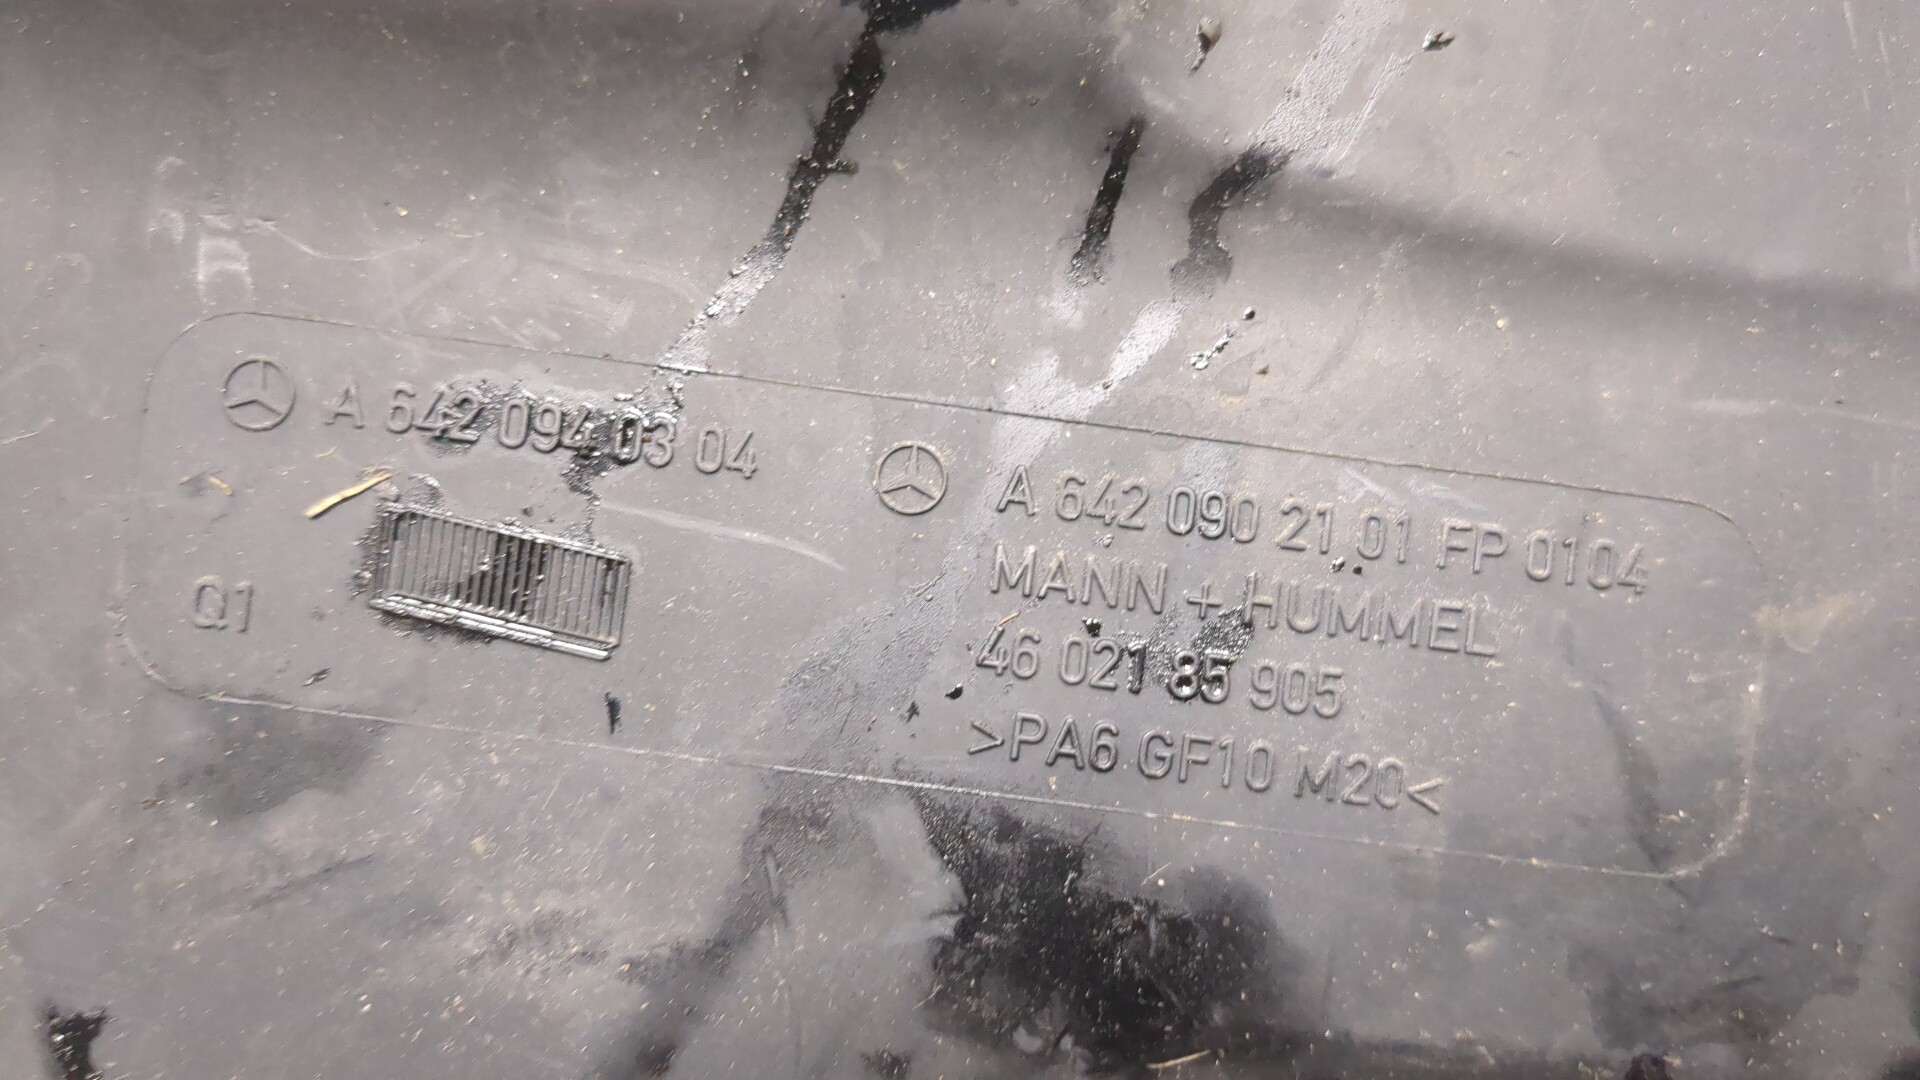 A 642 094 03 04
Q1
A 642 090 21 01 FP 0104
MANN + HUMMEL
46 021 85 905
>PA6 GF10 M20<